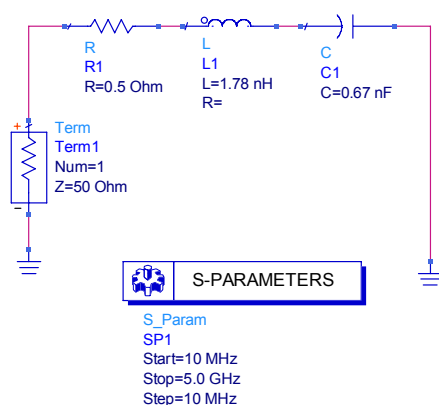 R
R1
R=0.5 Ohm
L
L1
L=1.78 nH
R=
C
C1
C=0.67 nF
+
Term
Term1
Num=1
Z=50 Ohm
-
S-PARAMETERS
S_Param
SP1
Start=10 MHz
Stop=5.0 GHz
Step=10 MHz